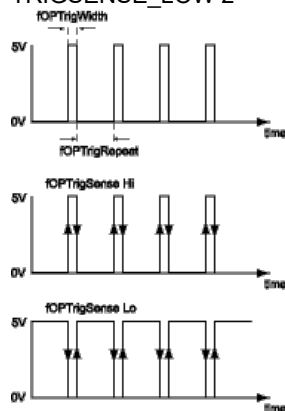 TRIGSENSE_LOW 2
fOPTrigWidth
5V
0V
time
fOPTrigRepeat
fOPTrigSense Hi
5V
0V
time
fOPTrigSense Lo
5V
0V
time